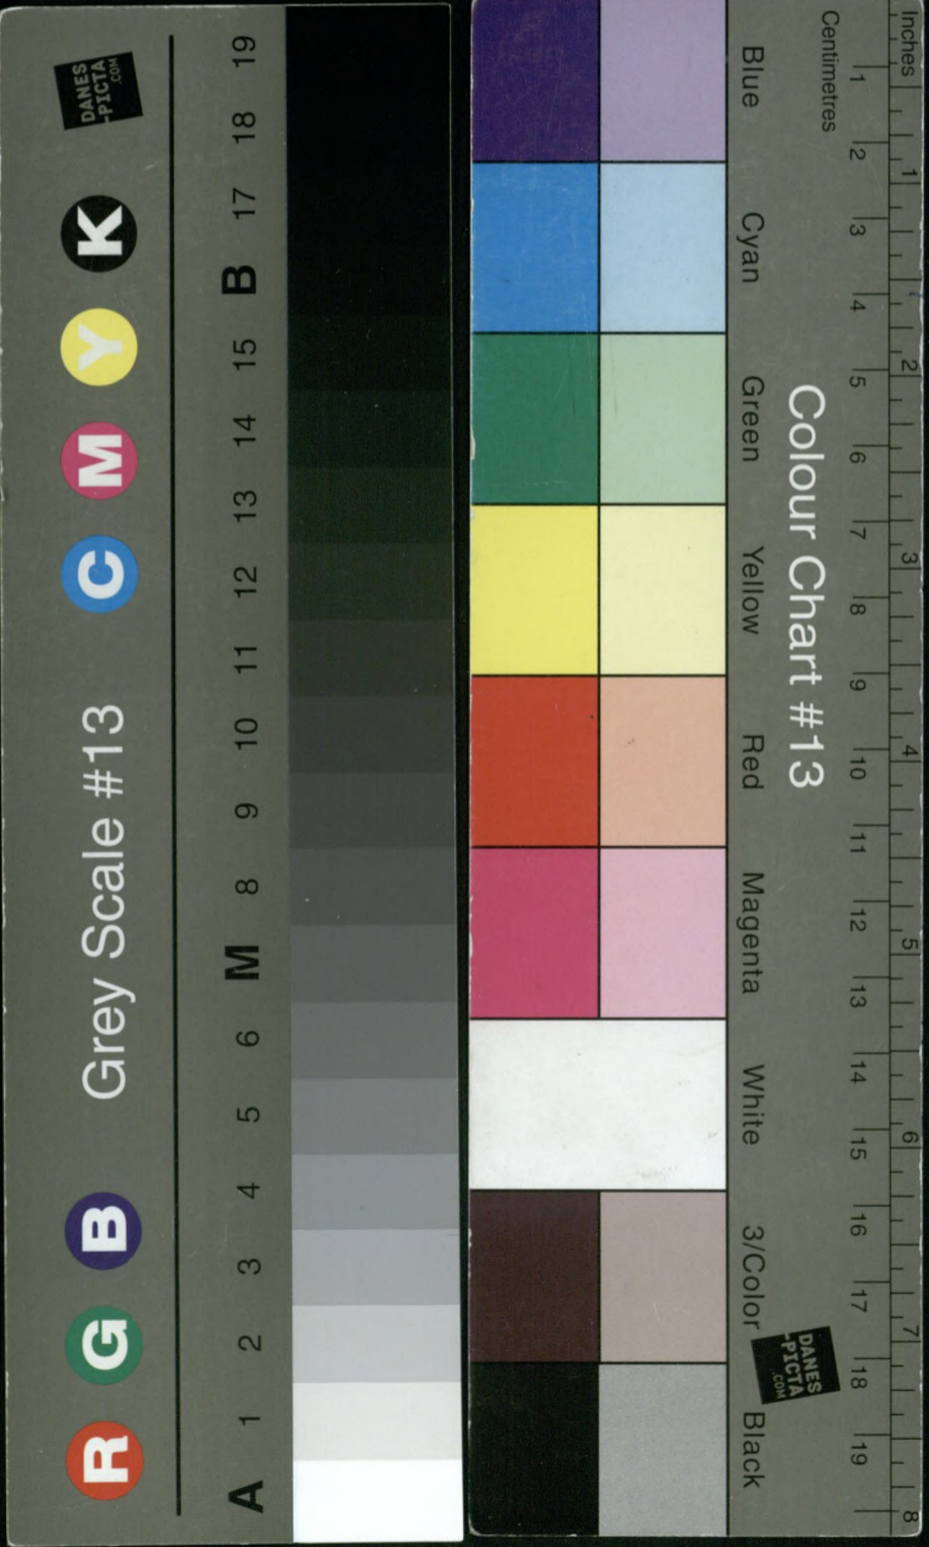 Grey Scale #13
R G B C M Y K
DANES
-PICTA
.COM
A 1 2 3 4 5 6 M 8 9 10 11 12 13 14 15 B 17 18 19
Inches 1 2 3 4 5 6 7 8
Centimetres 1 2 3 4 5 6 7 8 9 10 11 12 13 14 15 16 17 18 19
Colour Chart #13
DANES
-PICTA
.COM
Blue Cyan Green Yellow Red Magenta White 3/Color Black